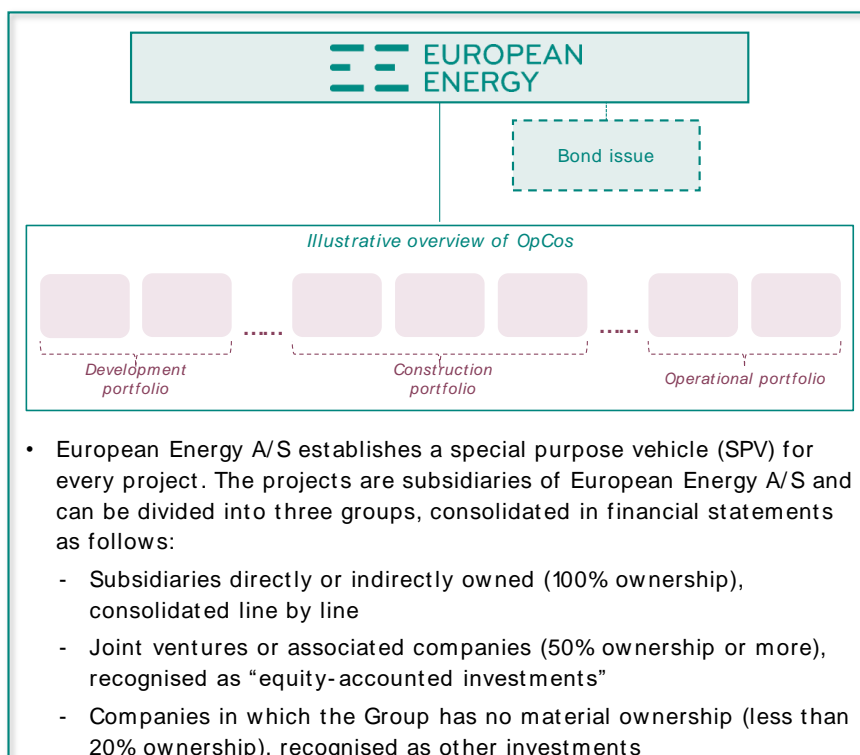 EUROPEAN
ENERGY
Bond issue
Illustrative overview of OpCos
……
……
Development
portfolio
Construction
portfolio
Operational portfolio
• European Energy A/S establishes a special purpose vehicle (SPV) for
every project. The projects are subsidiaries of European Energy A/S and
can be divided into three groups, consolidated in financial statements
as follows:
- Subsidiaries directly or indirectly owned (100% ownership),
consolidated line by line
- Joint ventures or associated companies (50% ownership or more),
recognised as “equity-accounted investments”
- Companies in which the Group has no material ownership (less than
20% ownership), recognised as other investments